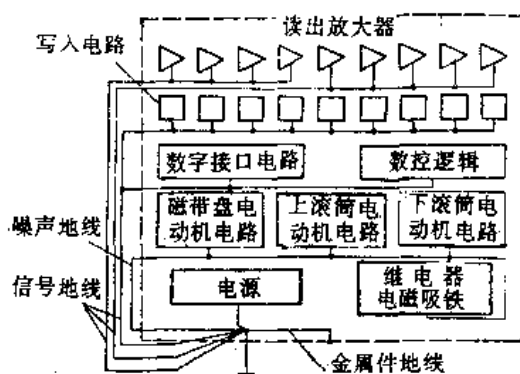 读出放大器
写入电路
数字接口电路
数控逻辑
磁带盘电
动机电路
上滚筒电
动机电路
下滚筒电
动机电路
噪声地线
信号地线
电源
继电器
电磁吸铁
金属件地线